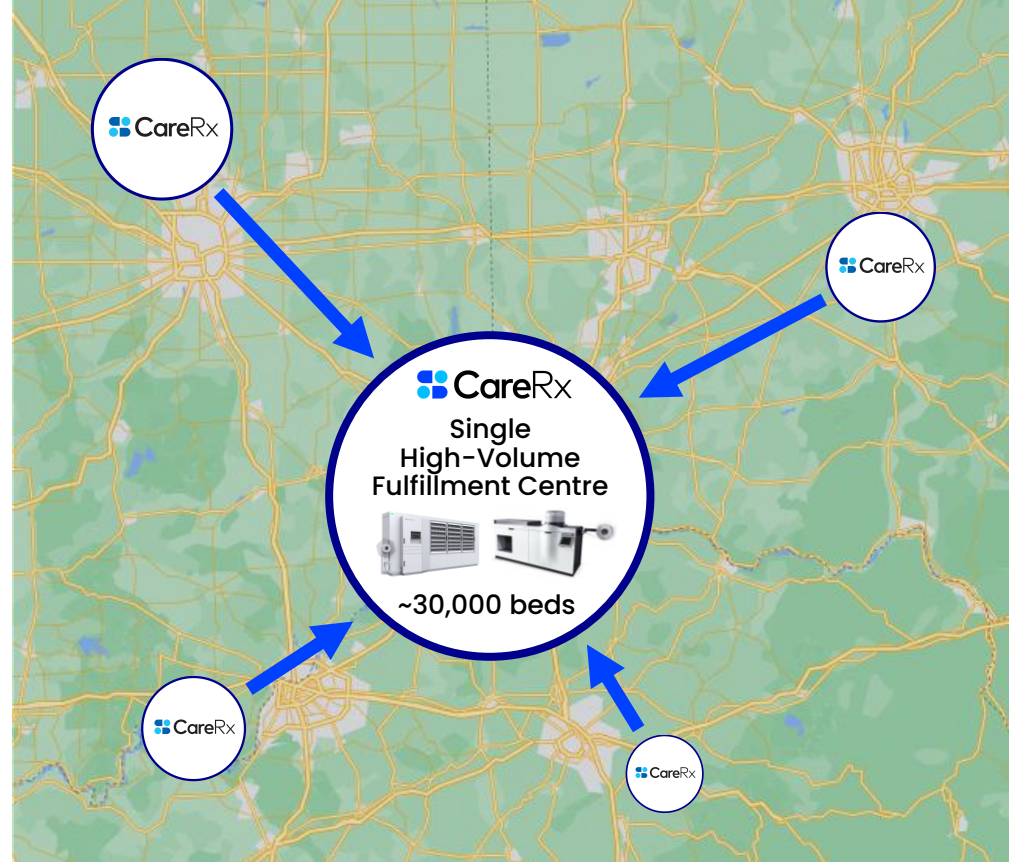 CareRx
CareRx
CareRx
Single
High-Volume
Fulfillment Centre
~30,000 beds
CareRx
CareRx